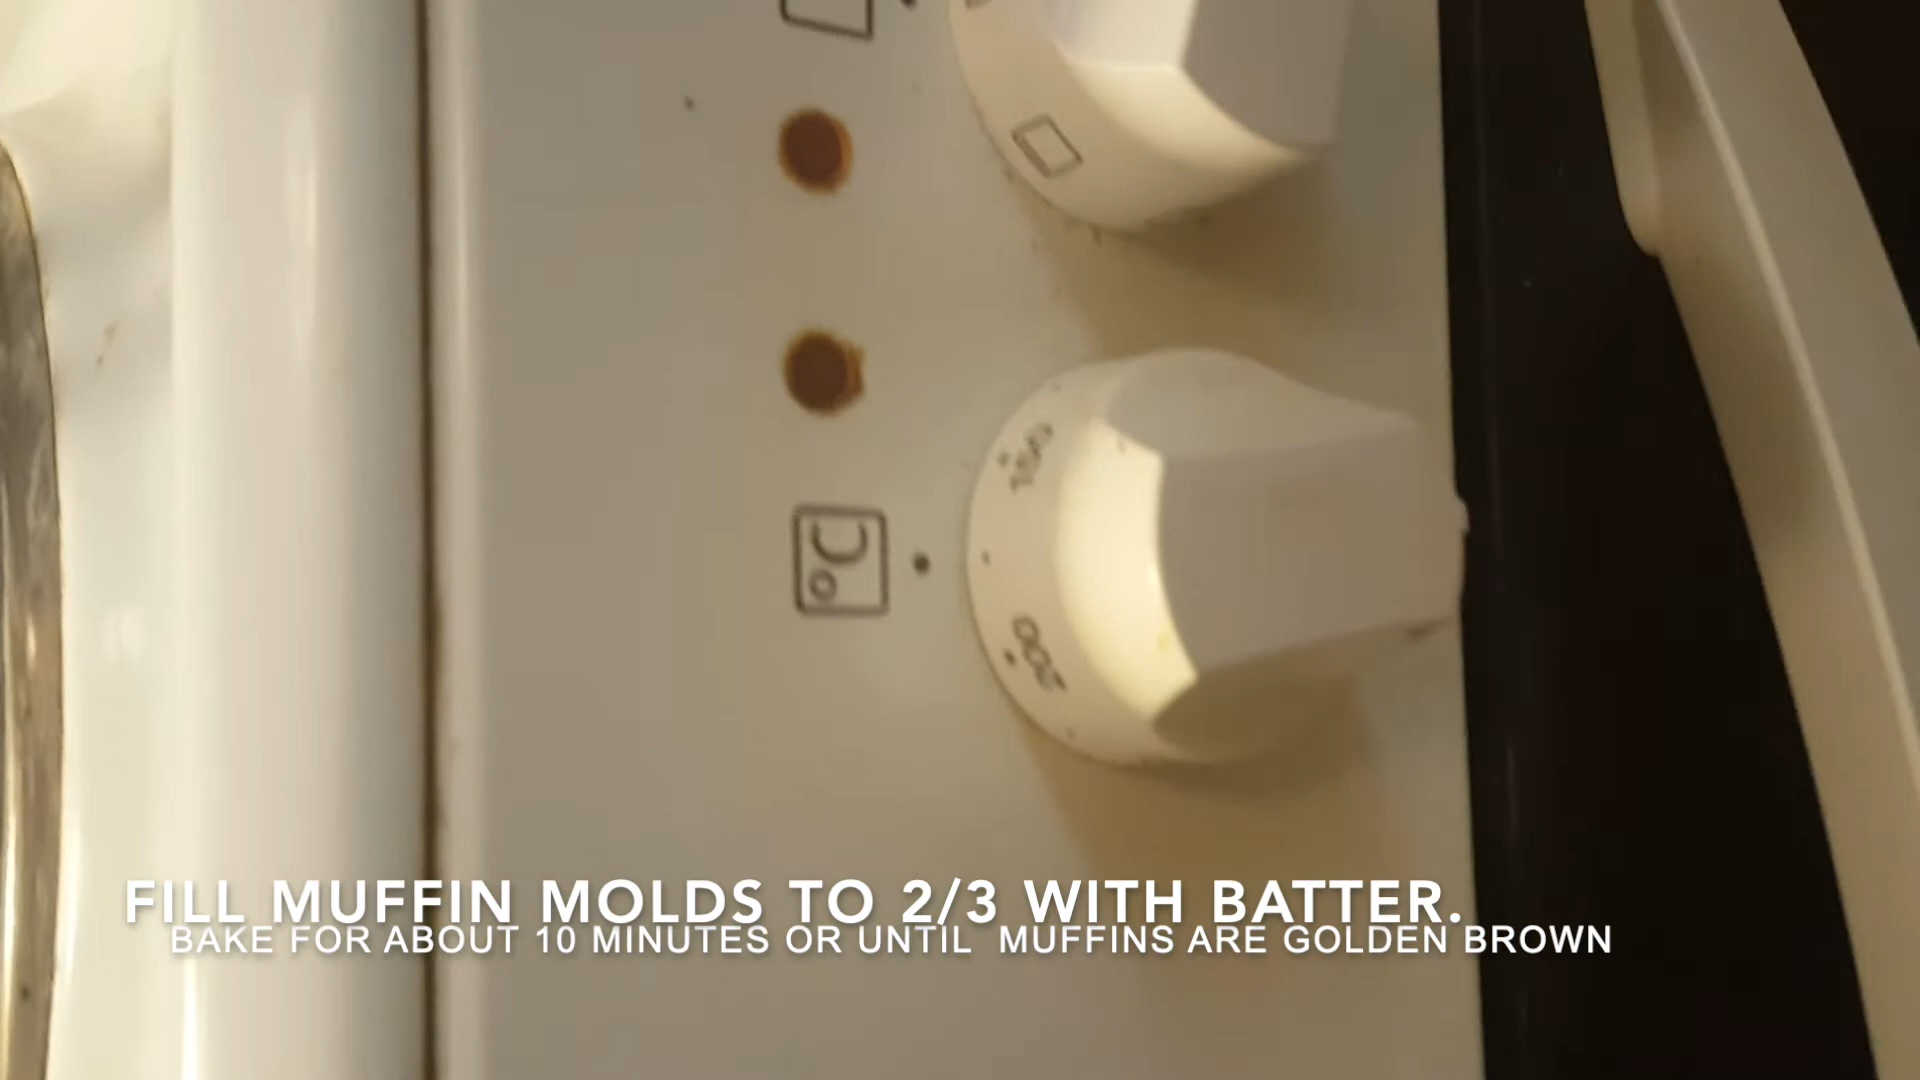 °C
200
FILL MUFFIN MOLDS TO 2/3 WITH BATTER.
BAKE FOR ABOUT 10 MINUTES OR UNTIL  MUFFINS ARE GOLDEN BROWN